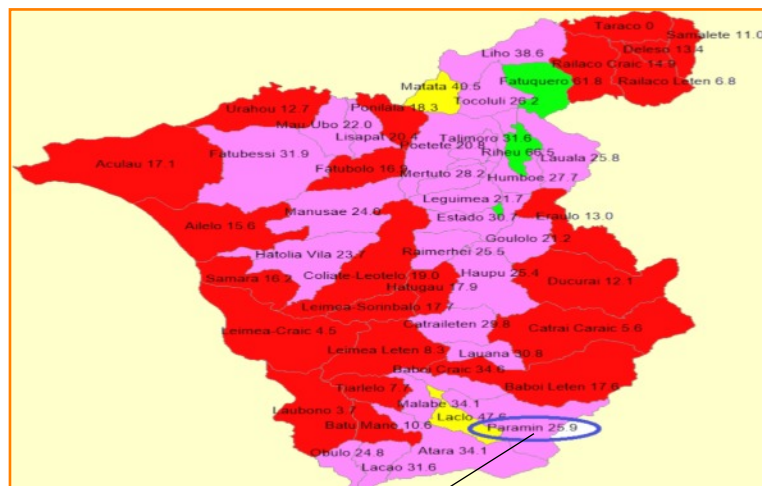 Taraco 0
Samalete 11.0
Liho 38.6
Deleso 13.4
Railaco Craic 14.9
Matata 40.5
Fatuquero 61.8
Railaco Leten 6.8
Urahou 12.7
Ponilala 48.3
Tocoluli 26.2
Mau-Ubo 22.0
Lisapat 20.4
Talimoro 31.6
Poetete 20.8
Riheu 66.5
Aculau 17.1
Fatubessi 31.9
Lauala 25.8
Fatubolo 16.9
Mertuto 28.2
Humboe 27.7
Leguimea 21.7
Manusae 24.0
Estado 30.7
Eraulo 13.0
Ailelo 15.6
Goulolo 21.2
Hatolia Vila 23.7
Raimerhei 25.5
Samara 16.2
Coliate-Leotelo 19.0
Haupu 25.4
Ducurai 12.1
Hatugau 17.9
Leimea-Sorinbalo 17.7
Leimea-Craic 4.5
Catraileten 29.8
Catrai Caraic 5.6
Leimea Leten 8.3
Lauana 30.8
Baboi Craic 34.6
Tiarlelo 7.7
Baboi Leten 17.6
Malabe 34.1
Laubono 3.7
Laclo 47.6
Batu Mano 10.6
Paramin 25.9
Obulo 24.8
Atara 34.1
Lacao 31.6